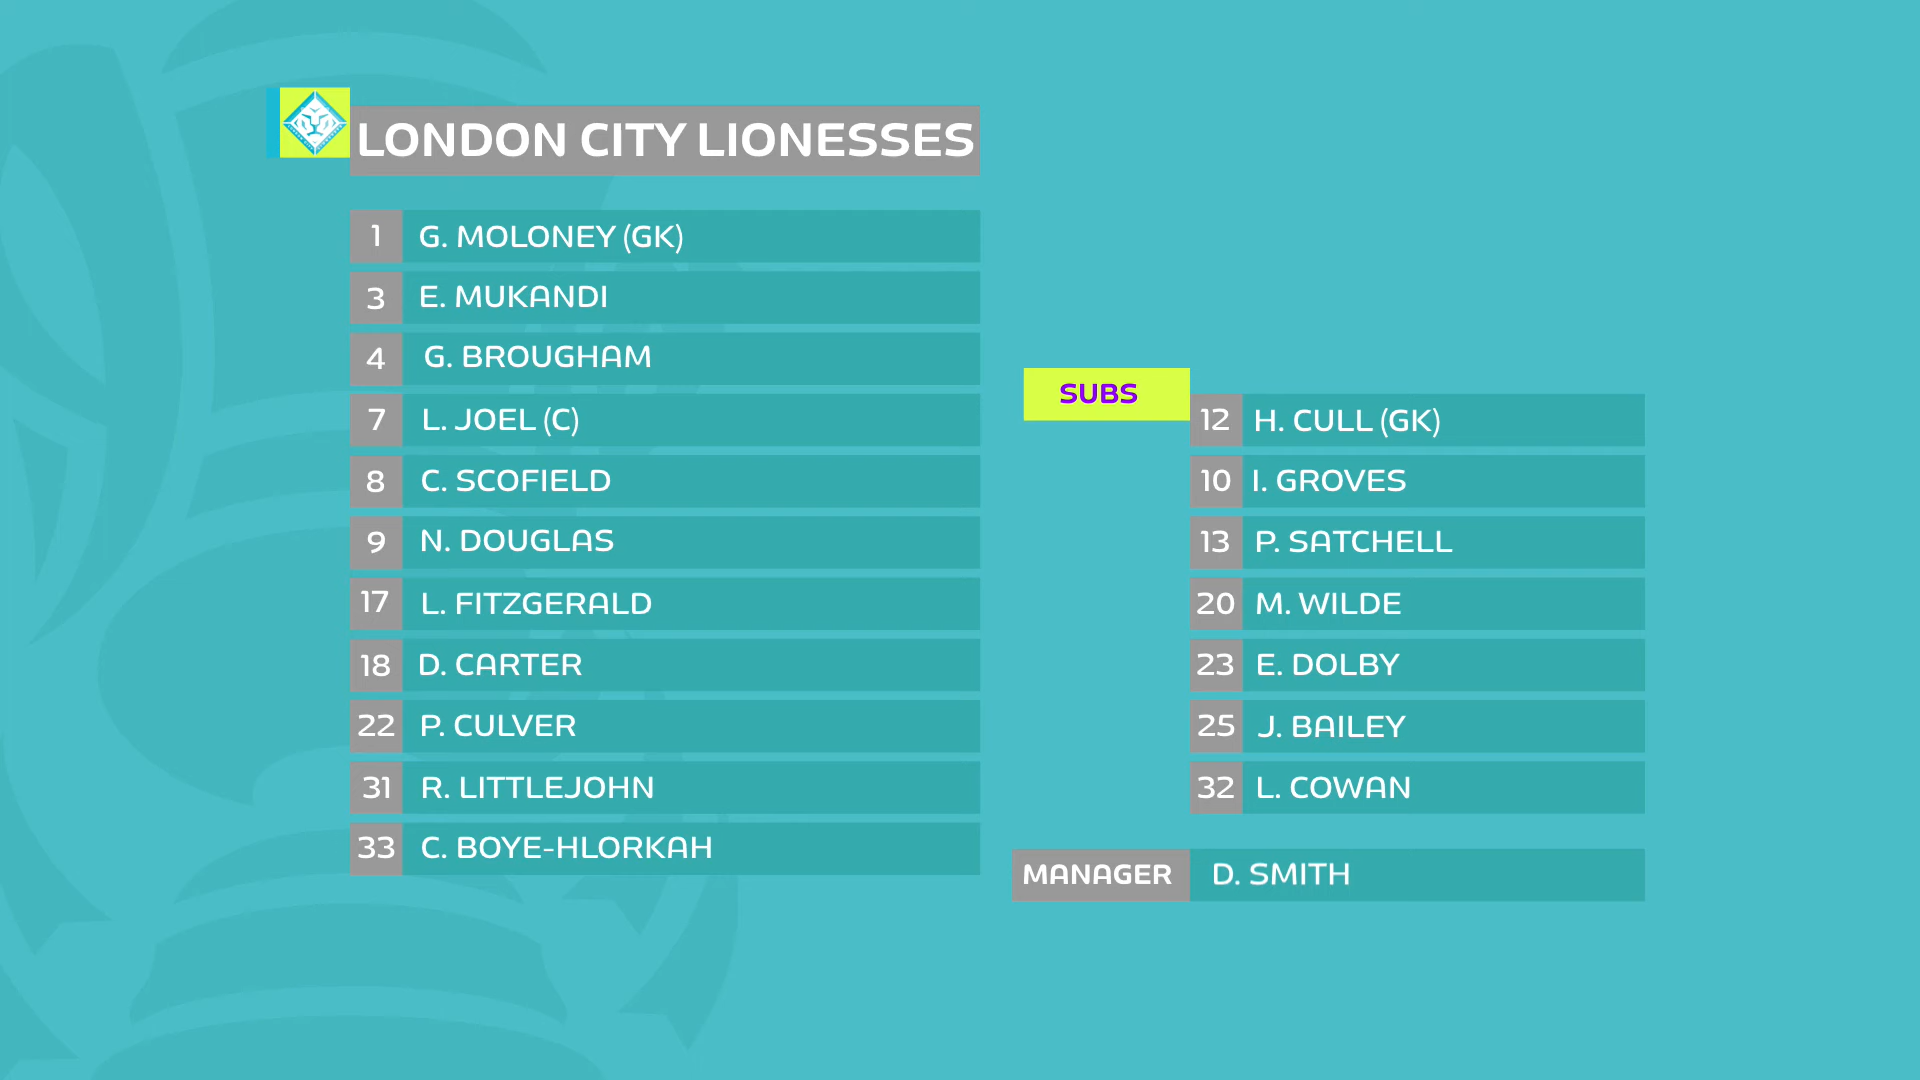 LONDON CITY LIONESSES
1 G. MOLONEY (GK)
3 E. MUKANDI
4 G. BROUGHAM
7 L. JOEL (C)
8 C. SCOFIELD
9 N. DOUGLAS
17 L. FITZGERALD
18 D. CARTER
22 P. CULVER
31 R. LITTLEJOHN
33 C. BOYE-HLORKAH
SUBS
12 H. CULL (GK)
10 I. GROVES
13 P. SATCHELL
20 M. WILDE
23 E. DOLBY
25 J. BAILEY
32 L. COWAN
MANAGER D. SMITH